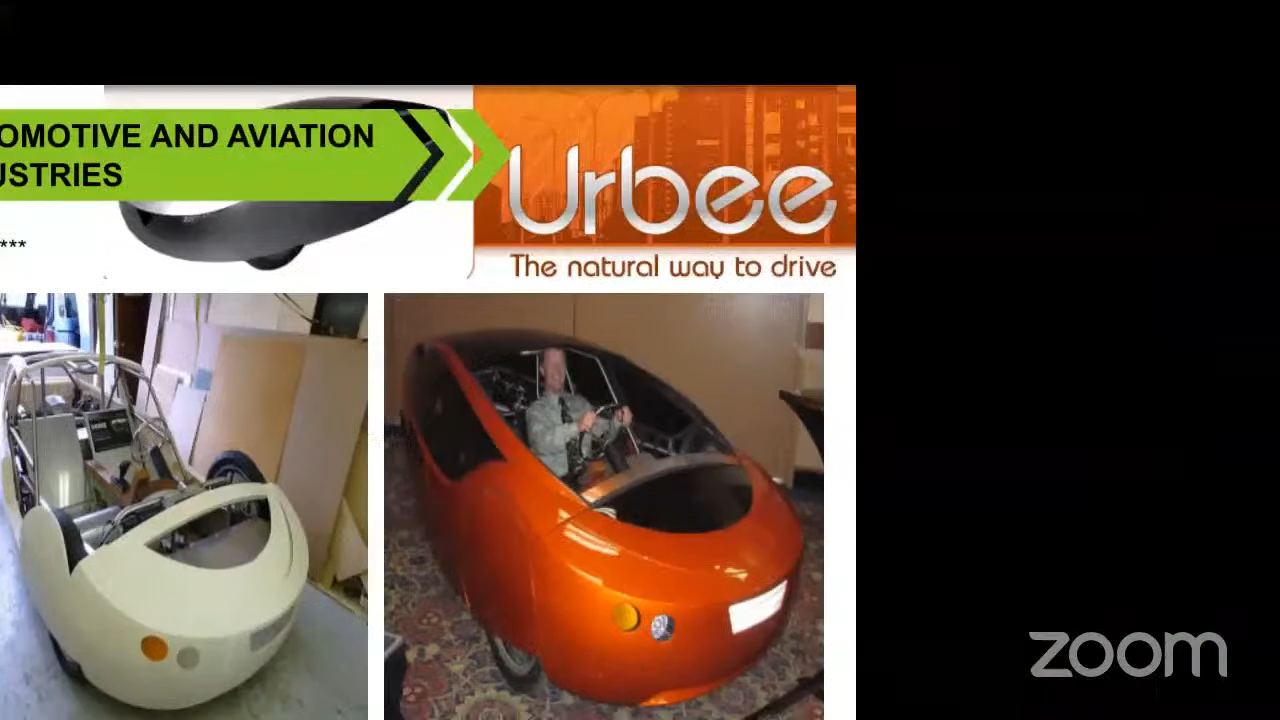 OMOTIVE AND AVIATION
USTRIES
***
Urbee
The natural way to drive
zoom